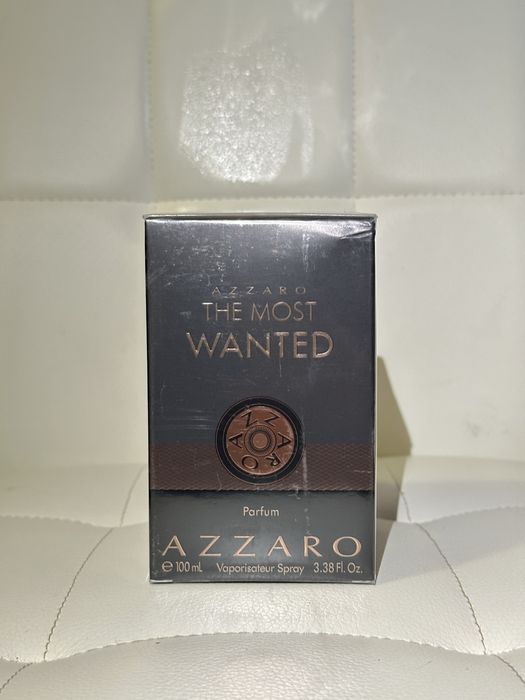 AZZARO
THE MOST
WANTED
AZZARO
Parfum
AZZARO
℮ 100 mL Vaporisateur Spray 3.38 Fl. Oz.